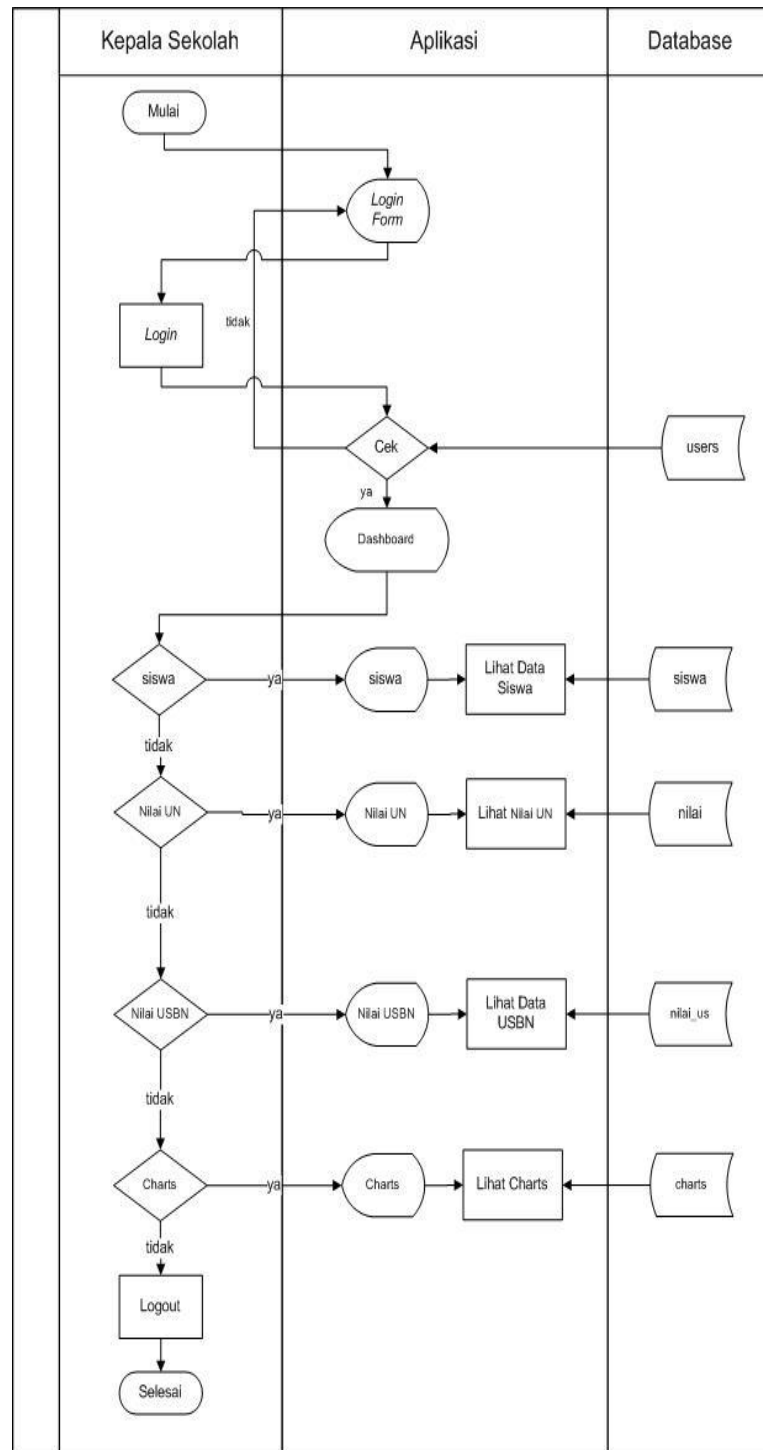 Kepala Sekolah
Aplikasi
Database
Mulai
Login
Form
Login
tidak
Cek
users
ya
Dashboard
siswa
ya
siswa
Lihat Data
Siswa
siswa
tidak
Nilai UN
ya
Nilai UN
Lihat Nilai UN
nilai
tidak
Nilai USBN
ya
Nilai USBN
Lihat Data
USBN
nilai_us
tidak
Charts
ya
Charts
Lihat Charts
charts
tidak
Logout
Selesai